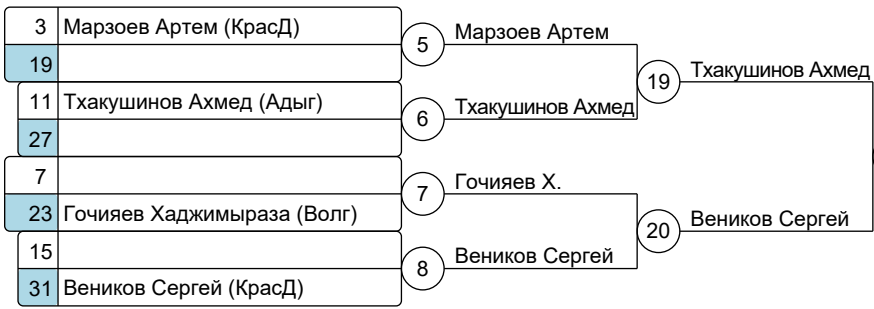 3 Марзоев Артем (КрасД)
19
11 Тхакушинов Ахмед (Адыг)
27
7
23 Гочияев Хаджимыраза (Волг)
15
31 Веников Сергей (КрасД)
5 Марзоев Артем
6 Тхакушинов Ахмед
7 Гочияев Х.
8 Веников Сергей
19 Тхакушинов Ахмед
20 Веников Сергей